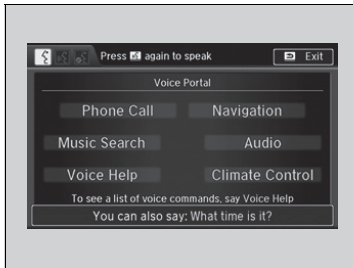 Press again to speak
Exit
Voice Portal
Phone Call Navigation
Music Search Audio
Voice Help Climate Control
To see a list of voice commands, say Voice Help
You can also say: What time is it?